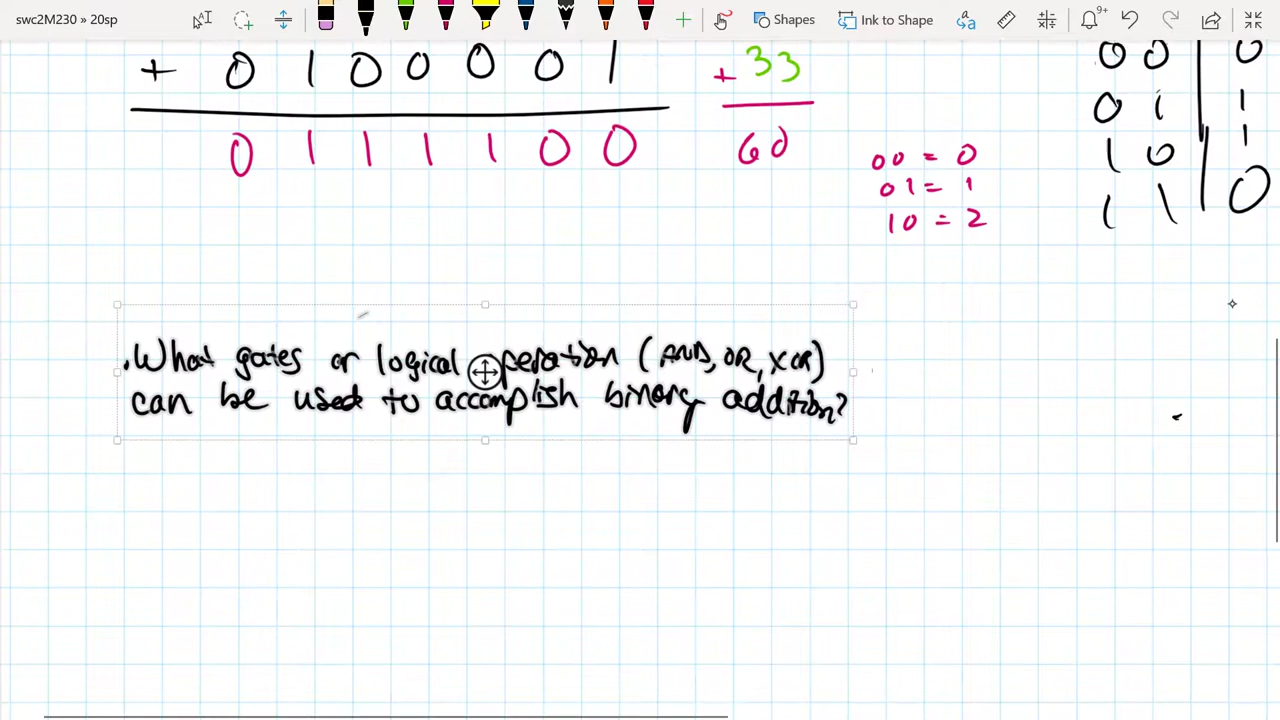 swc2M230 » 20sp
Shapes
Ink to Shape
9+
+ 0 1 0 0 0 0 1
+ 33
0 1 1 1 1 0 0
60
00 = 0
01 = 1
10 = 2
0 0 | 0
0 1 | 1
1 0 | 1
1 1 | 0
.What gates or logical operation (AND, OR, XOR)
can be used to accomplish binary addition?